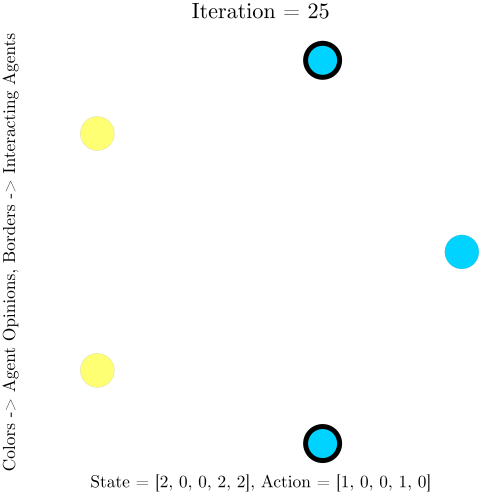 Iteration = 25
Colors -> Agent Opinions, Borders -> Interacting Agents
State = [2, 0, 0, 2, 2], Action = [1, 0, 0, 1, 0]